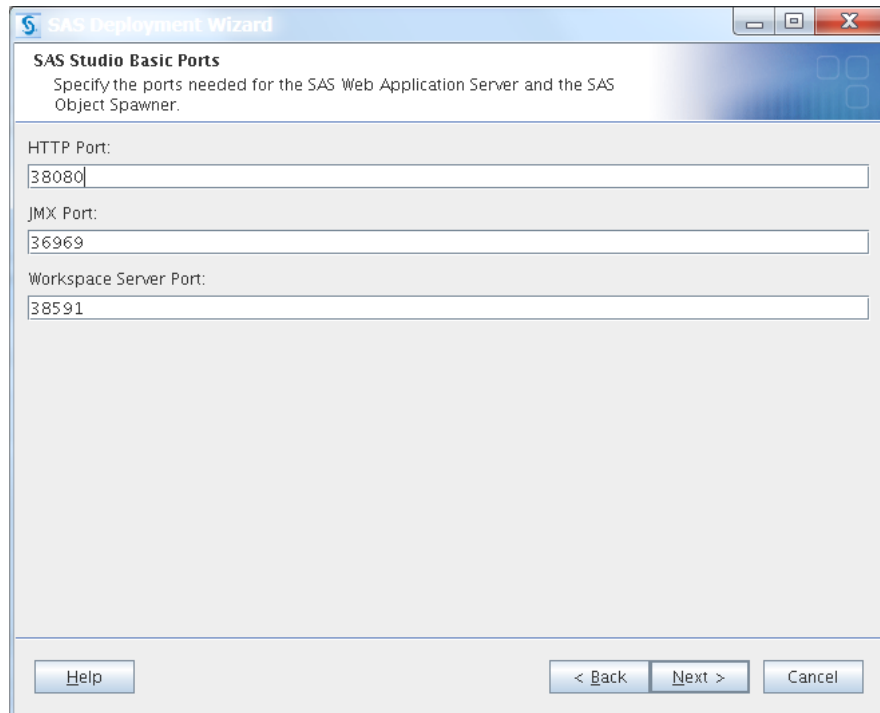 SAS Deployment Wizard
SAS Studio Basic Ports
Specify the ports needed for the SAS Web Application Server and the SAS
Object Spawner.
HTTP Port:
38080
JMX Port:
36969
Workspace Server Port:
38591
Help
< Back
Next >
Cancel